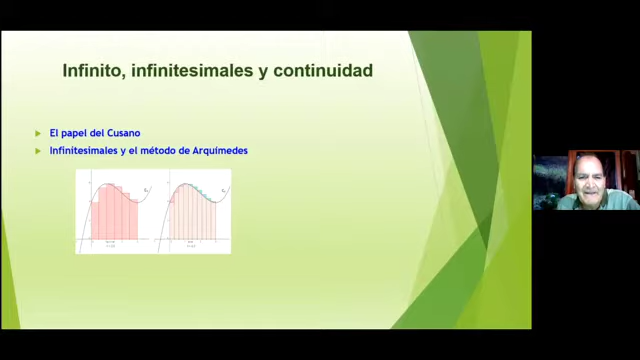 Infinito, infinitesimales y continuidad
El papel del Cusano
Infinitesimales y el método de Arquímedes